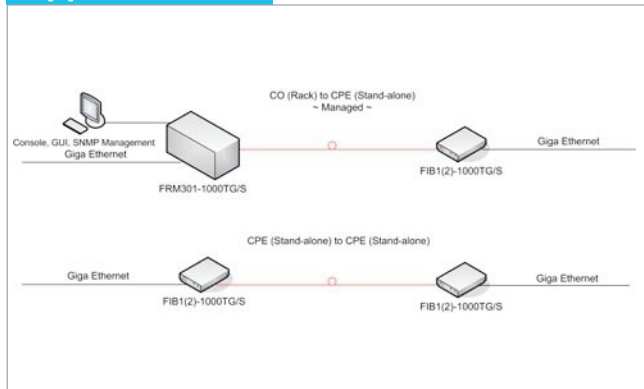 CO (Rack) to CPE (Stand-alone)
~ Managed ~
Console, GUI, SNMP Management
Giga Ethernet
Giga Ethernet
FRM301-1000TG/S
FIB1(2)-1000TG/S
CPE (Stand-alone) to CPE (Stand-alone)
Giga Ethernet
Giga Ethernet
FIB1(2)-1000TG/S
FIB1(2)-1000TG/S